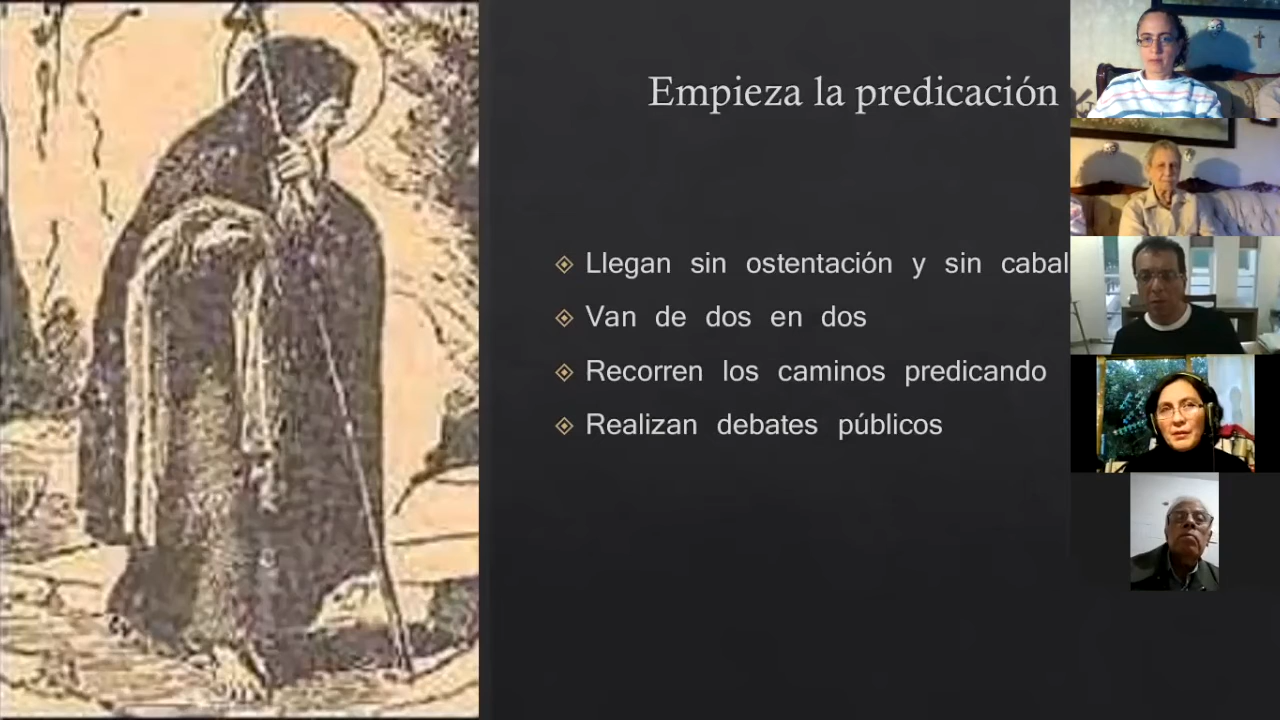 Empieza la predicación
Llegan sin ostentación y sin cabal
Van de dos en dos
Recorren los caminos predicando
Realizan debates públicos